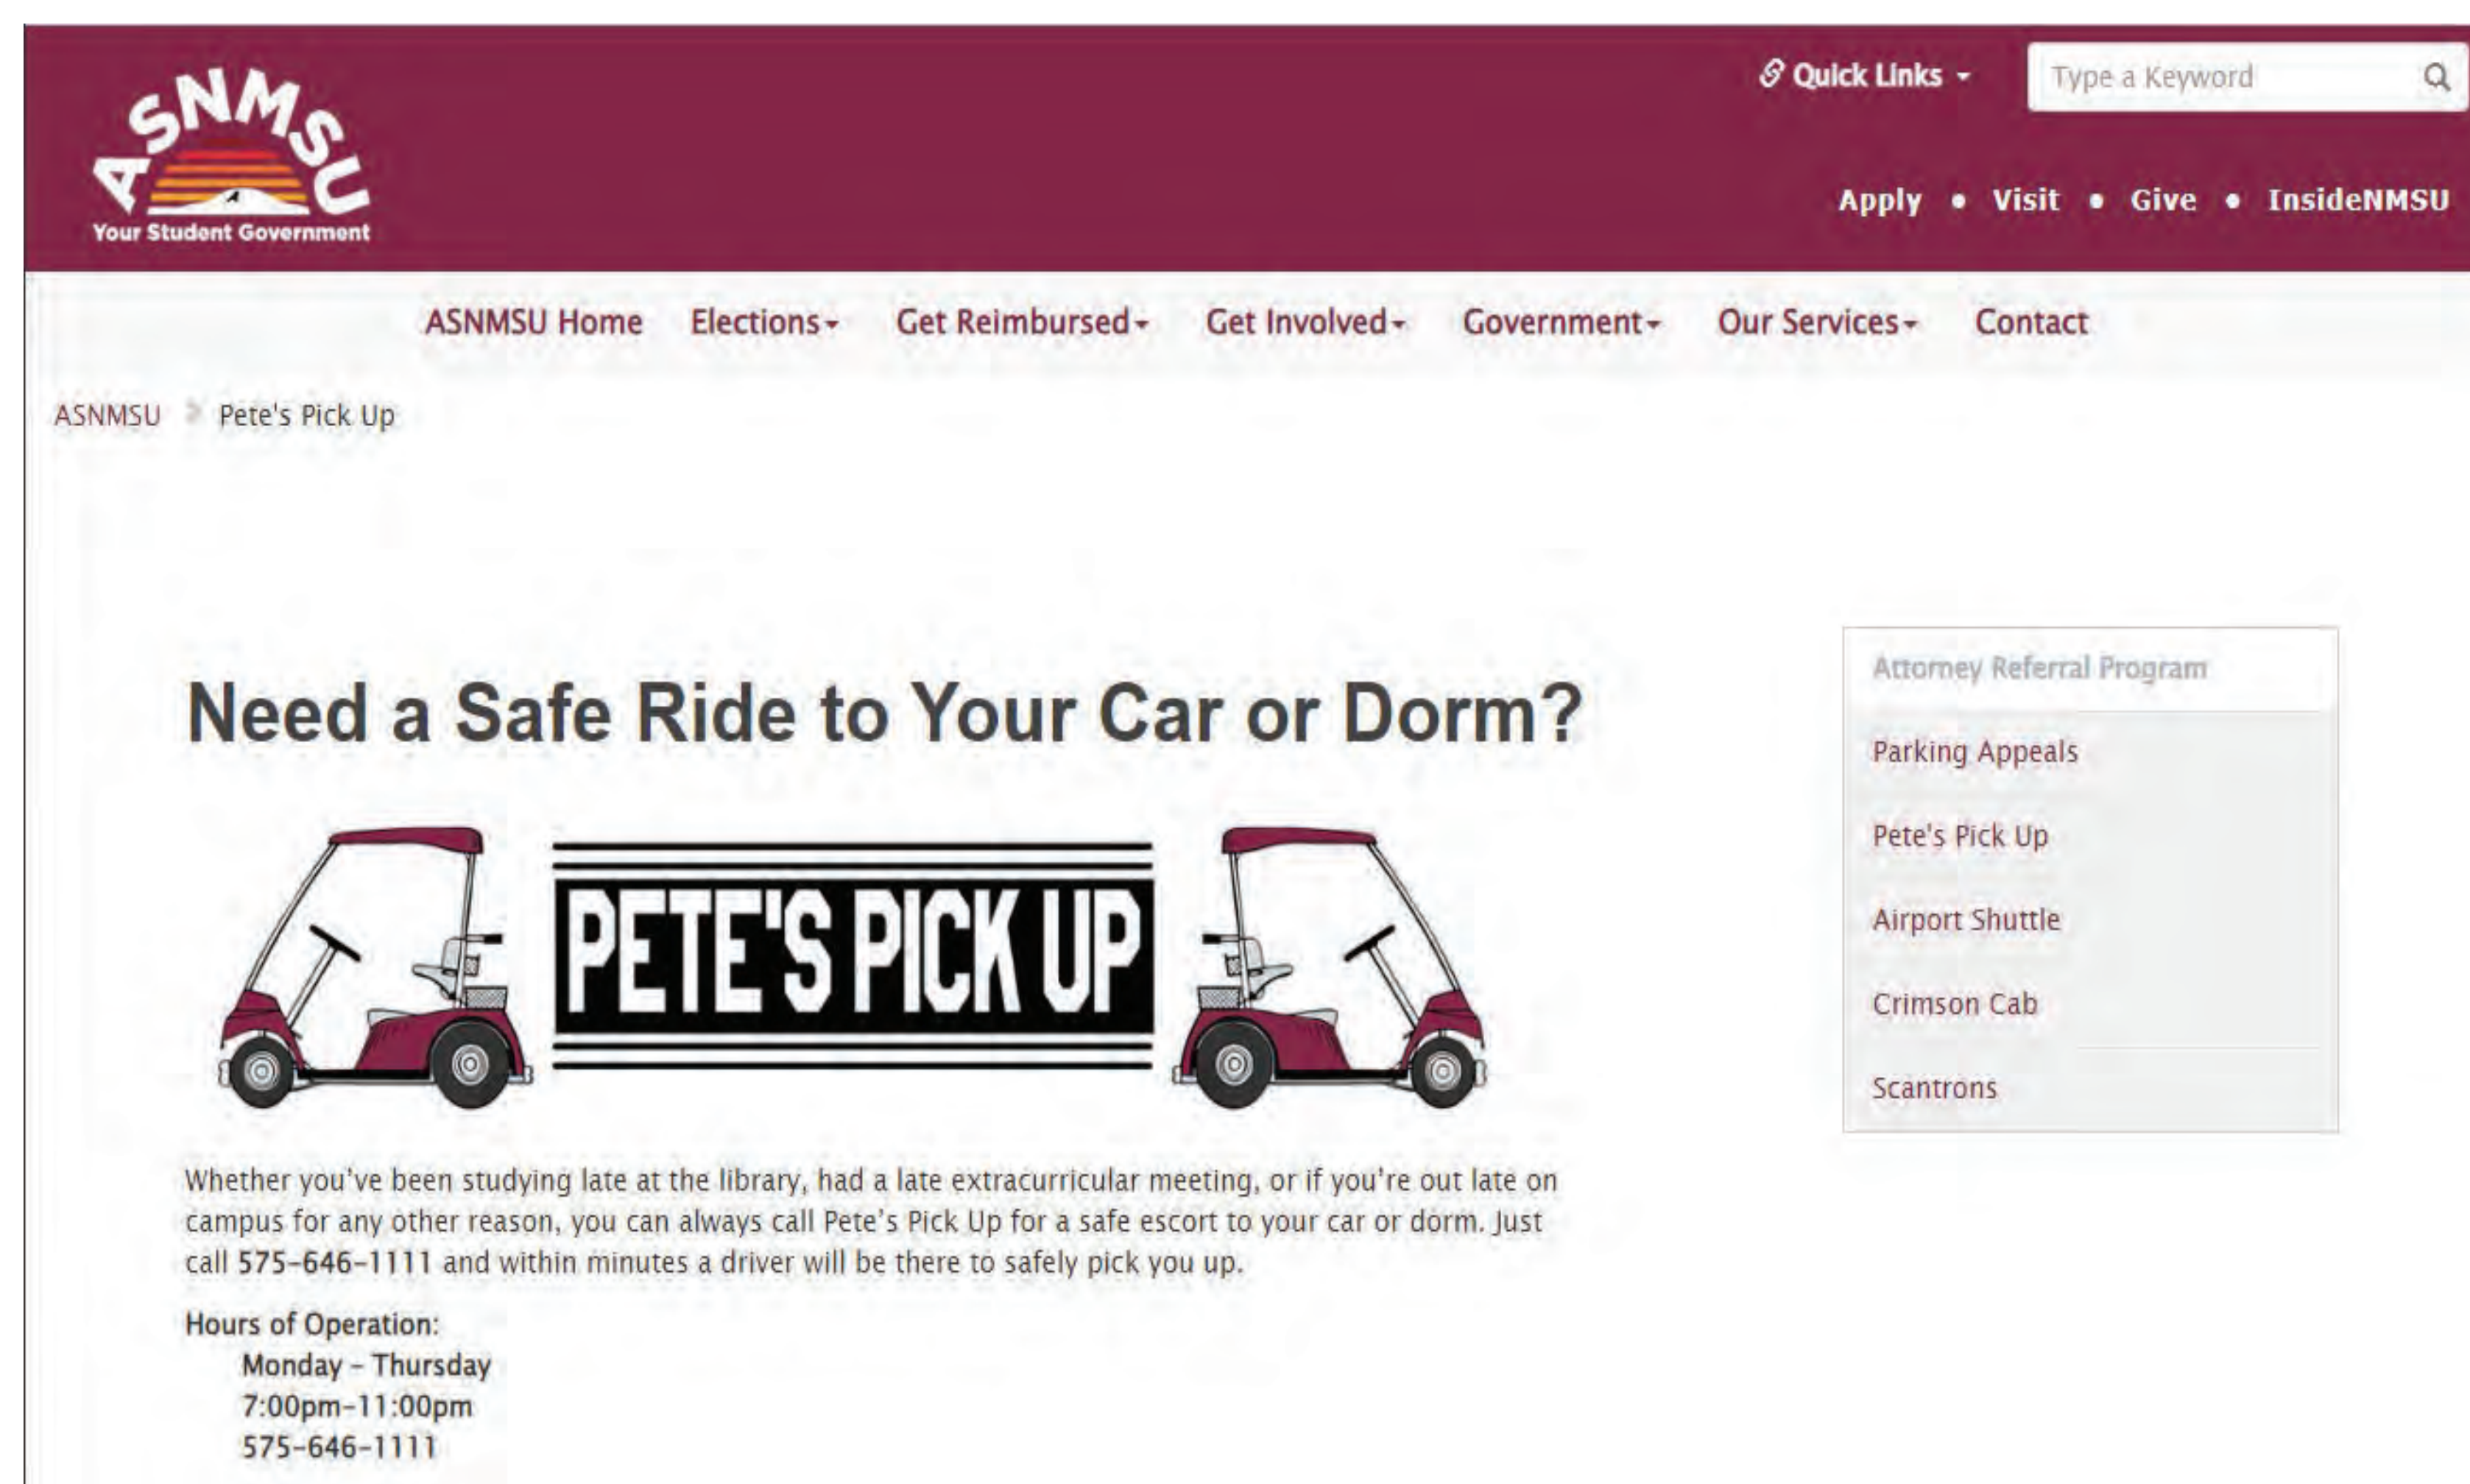 ASNMSU
Your Student Government
Quick Links
Type a Keyword
Apply • Visit • Give • InsideNMSU
ASNMSU Home Elections Get Reimbursed Get Involved Government Our Services Contact
ASNMSU Pete's Pick Up
Need a Safe Ride to Your Car or Dorm?
PETE'S PICK UP
Whether you've been studying late at the library, had a late extracurricular meeting, or if you're out late on
campus for any other reason, you can always call Pete's Pick Up for a safe escort to your car or dorm. Just
call 575-646-1111 and within minutes a driver will be there to safely pick you up.
Hours of Operation:
Monday - Thursday
7:00pm-11:00pm
575-646-1111
Attorney Referral Program
Parking Appeals
Pete's Pick Up
Airport Shuttle
Crimson Cab
Scantrons